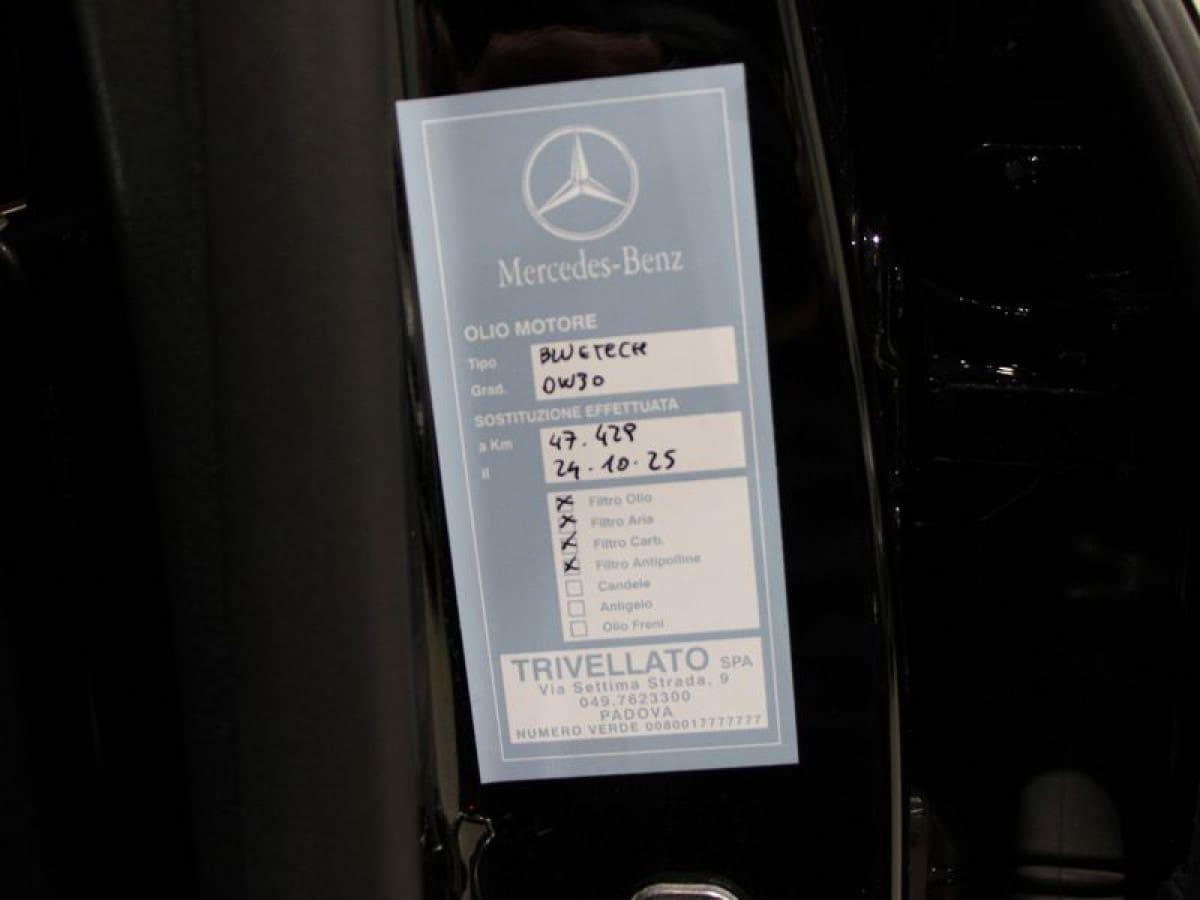 Mercedes-Benz
OLIO MOTORE
Tipo BLUETECH
Grad. 0W30
SOSTITUZIONE EFFETTUATA
a Km 47.429
il 24.10.25
Filtro Olio
Filtro Aria
Filtro Carb.
Filtro Antipolline
Candele
Antigelo
Olio Freni
TRIVELLATO SPA
Via Settima Strada, 9
049.7623300
PADOVA
NUMERO VERDE 0080017777777